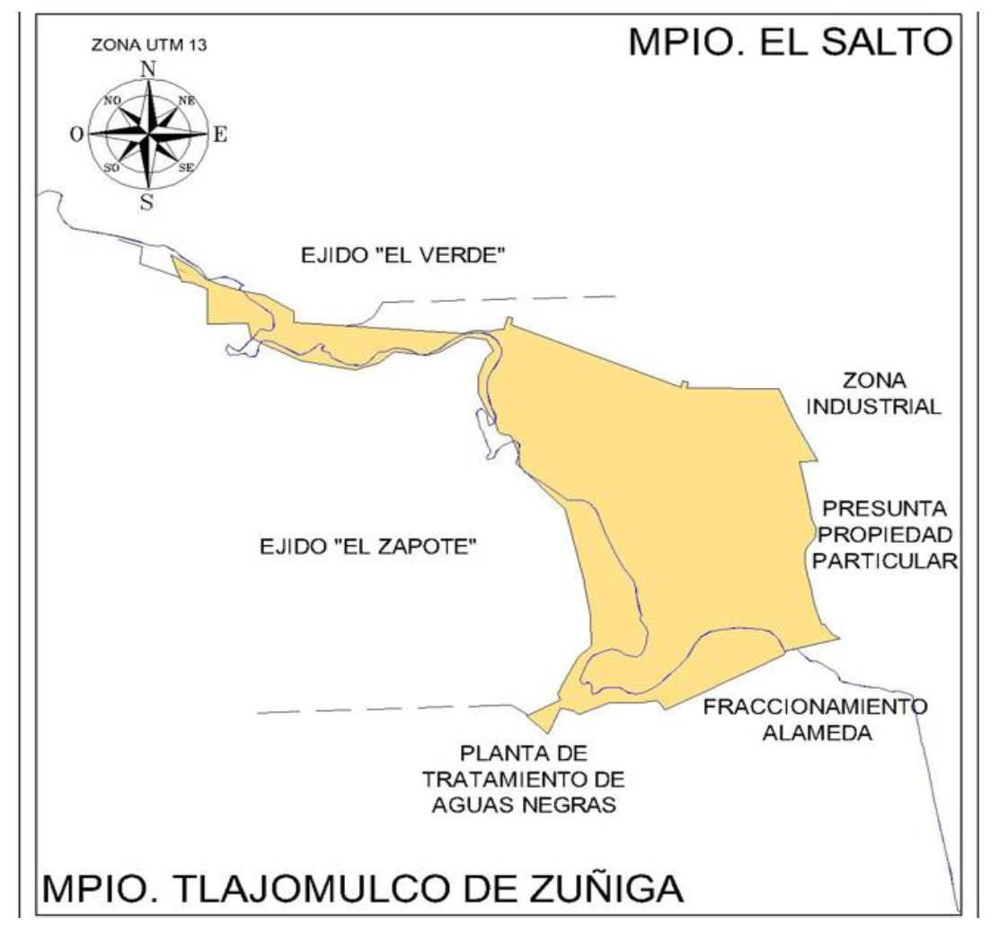 ZONA UTM 13
MPIO. EL SALTO
N
NO
NE
O
E
SO
SE
S
EJIDO "EL VERDE"
ZONA
INDUSTRIAL
PRESUNTA
PROPIEDAD
PARTICULAR
EJIDO "EL ZAPOTE"
FRACCIONAMIENTO
ALAMEDA
PLANTA DE
TRATAMIENTO DE
AGUAS NEGRAS
MPIO. TLAJOMULCO DE ZUÑIGA